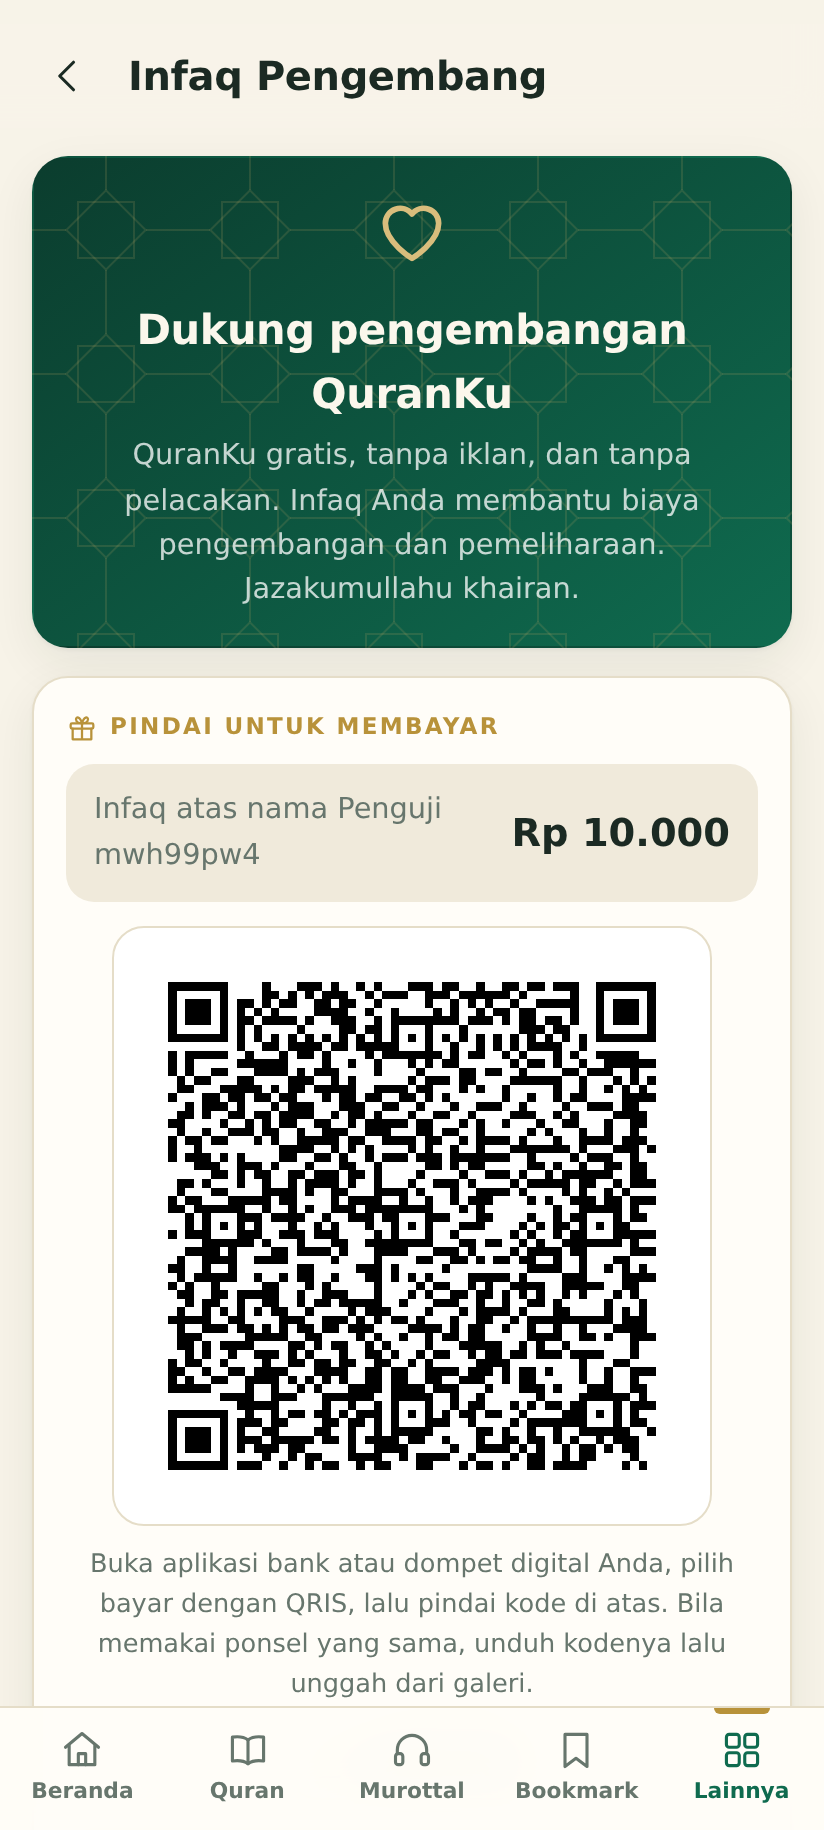 Infaq Pengembang
Dukung pengembangan
QuranKu
QuranKu gratis, tanpa iklan, dan tanpa
pelacakan. Infaq Anda membantu biaya
pengembangan dan pemeliharaan.
Jazakumullahu khairan.
PINDAI UNTUK MEMBAYAR
Infaq atas nama Penguji
mwh99pw4
Rp 10.000
Buka aplikasi bank atau dompet digital Anda, pilih
bayar dengan QRIS, lalu pindai kode di atas. Bila
memakai ponsel yang sama, unduh kodenya lalu
unggah dari galeri.
Beranda
Quran
Murottal
Bookmark
Lainnya